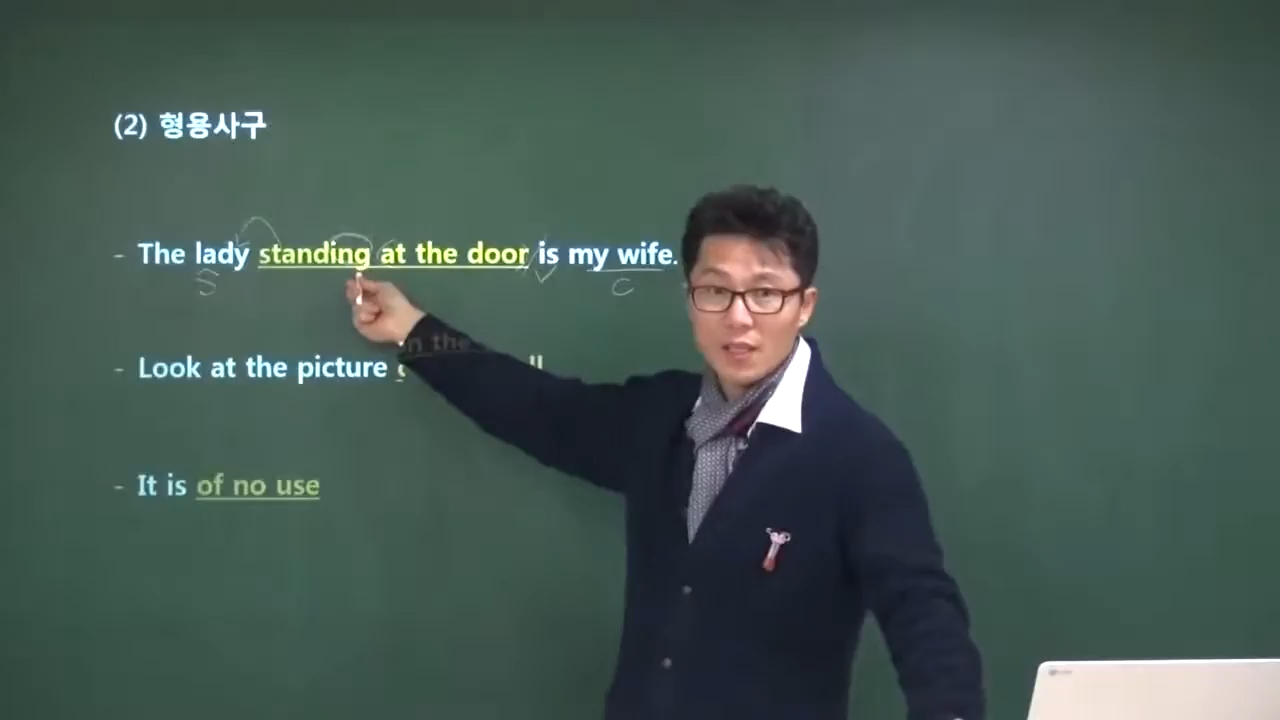 (2) 형용사구
- The lady standing at the door is my wife.
S V C
- Look at the picture
- It is of no use